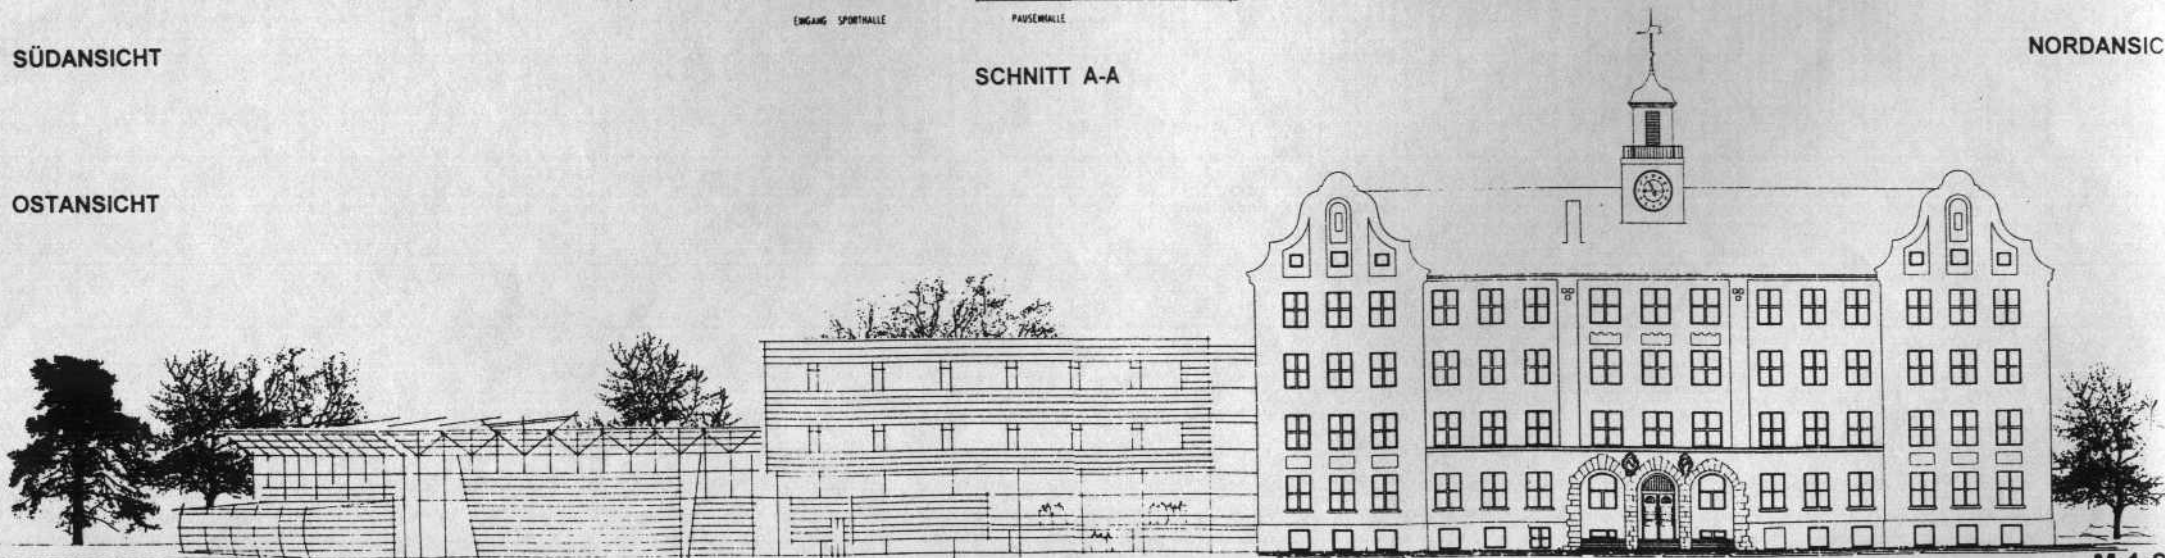 EINGANG SPORTHALLE
PAUSENHALLE
SÜDANSICHT
NORDANSIC
SCHNITT A-A
OSTANSICHT